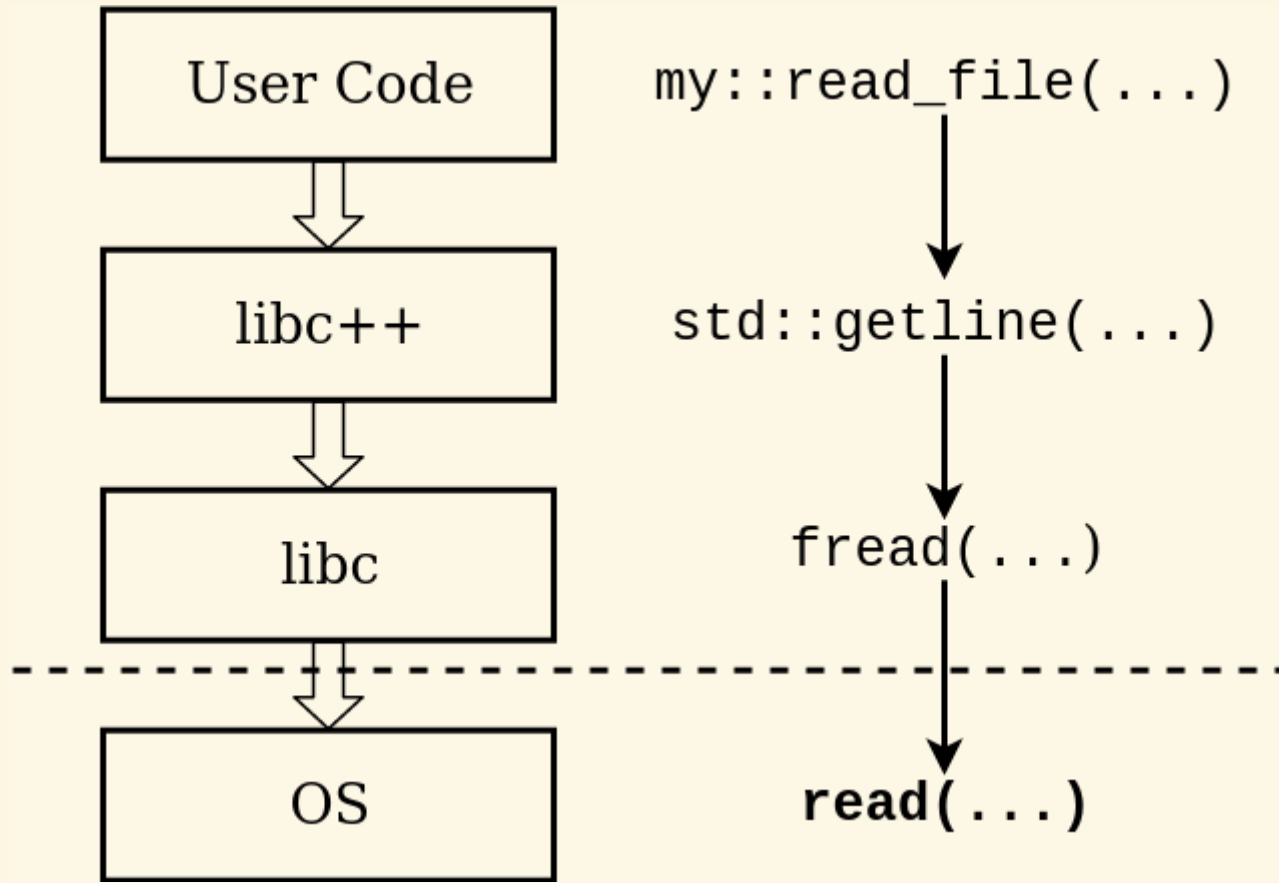 User Code
my::read_file(...)
libc++
std::getline(...)
libc
fread(...)
OS
read(...)